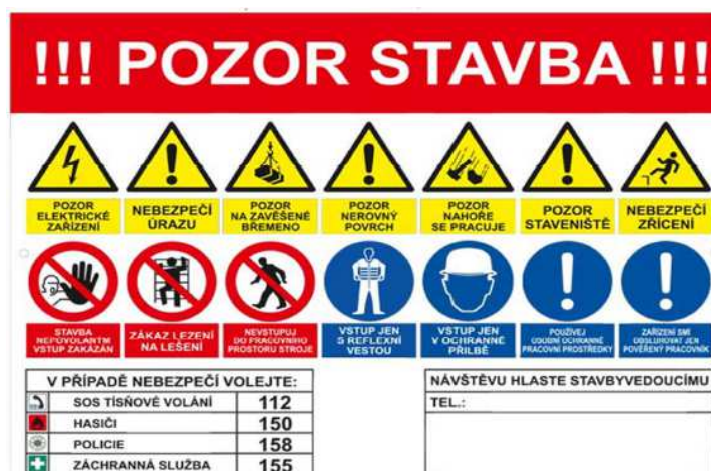 !!! POZOR STAVBA !!!
POZOR
ELEKTRICKÉ
ZAŘÍZENÍ
NEBEZPEČÍ
ÚRAZU
POZOR
NA ZAVĚŠENÉ
BŘEMENO
POZOR
NEROVNÝ
POVRCH
POZOR
NAHOŘE
SE PRACUJE
POZOR
STAVENIŠTĚ
NEBEZPEČÍ
ZŘÍCENÍ
STAVBA
NEPOVOLANÝM
VSTUP ZAKÁZÁN
ZÁKAZ LEZENÍ
NA LEŠENÍ
NEVSTUPUJ
DO PRACOVNÍHO
PROSTORU STROJE
VSTUP JEN
S REFLEXNÍ
VESTOU
VSTUP JEN
V OCHRANNÉ
PŘILBĚ
POUŽÍVEJ
OSOBNÍ OCHRANNÉ
PRACOVNÍ PROSTŘEDKY
ZAŘÍZENÍ SMÍ
OBSLUHOVAT JEN
POVĚŘENÝ PRACOVNÍK
V PŘÍPADĚ NEBEZPEČÍ VOLEJTE:
SOS TÍSŇOVÉ VOLÁNÍ 112
HASIČI 150
POLICIE 158
ZÁCHRANNÁ SLUŽBA 155
NÁVŠTĚVU HLASTE STAVBYVEDOUCÍMU
TEL.: